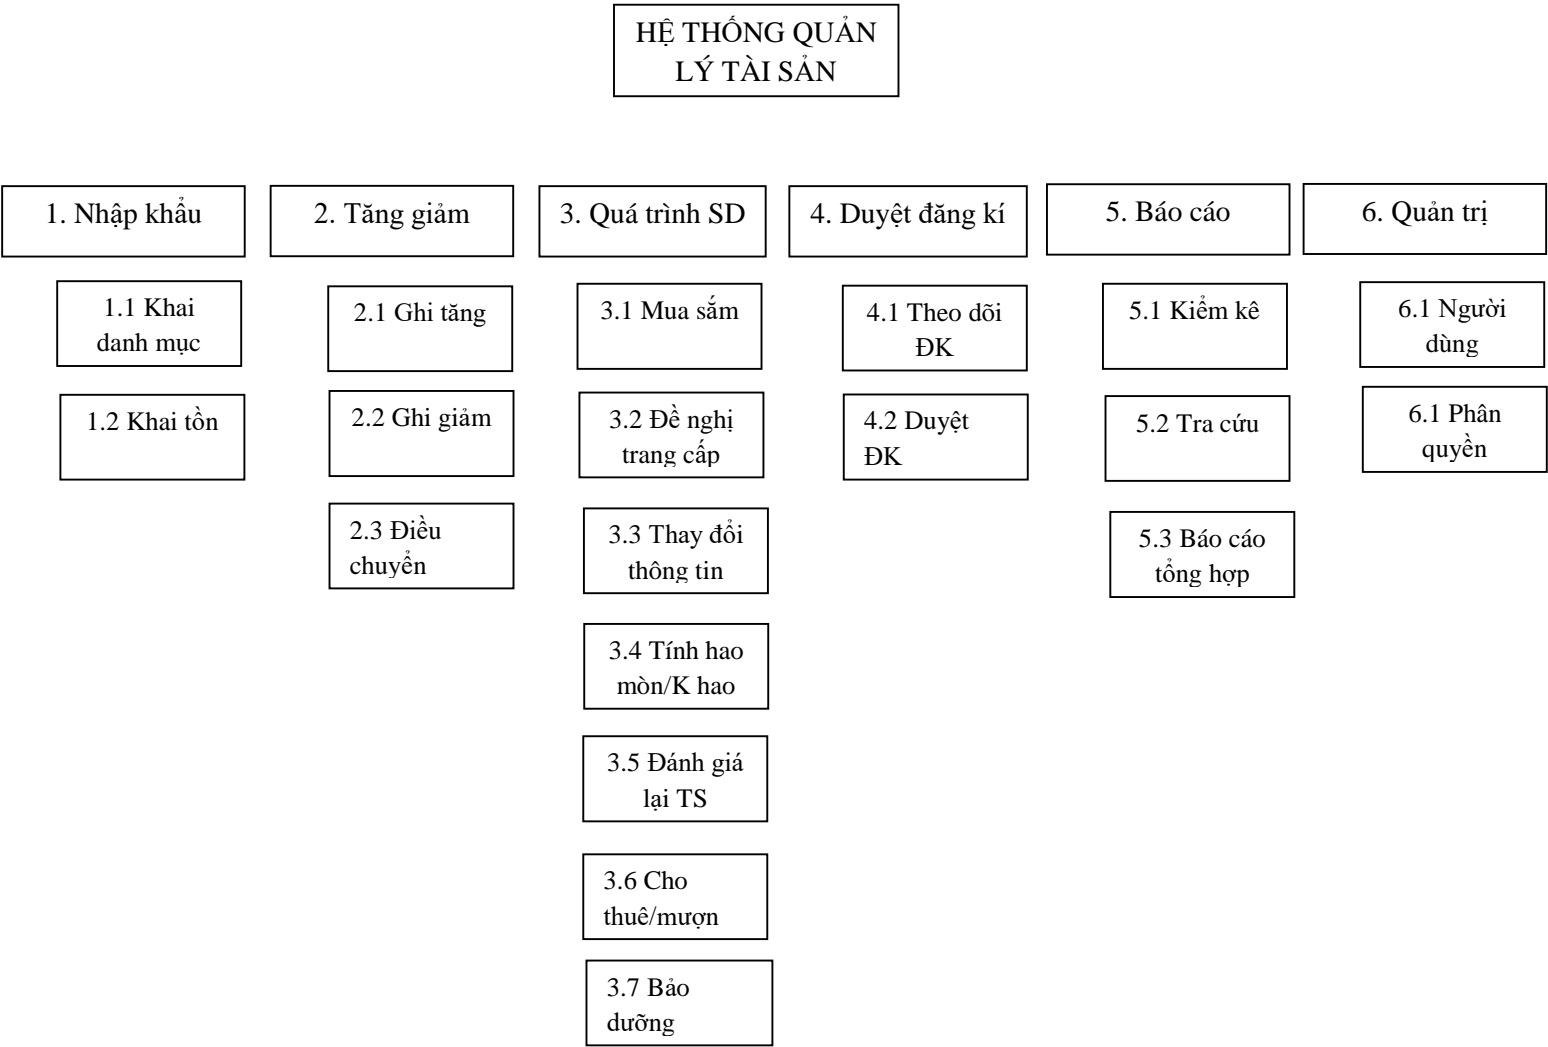 HỆ THỐNG QUẢN
LÝ TÀI SẢN
1. Nhập khẩu
2. Tăng giảm
3. Quá trình SD
4. Duyệt đăng kí
5. Báo cáo
6. Quản trị
1.1 Khai
danh mục
1.2 Khai tồn
2.1 Ghi tăng
2.2 Ghi giảm
2.3 Điều
chuyển
3.1 Mua sắm
3.2 Đề nghị
trang cấp
3.3 Thay đổi
thông tin
3.4 Tính hao
mòn/K hao
3.5 Đánh giá
lại TS
3.6 Cho
thuê/mượn
3.7 Bảo
dưỡng
4.1 Theo dõi
ĐK
4.2 Duyệt
ĐK
5.1 Kiểm kê
5.2 Tra cứu
5.3 Báo cáo
tổng hợp
6.1 Người
dùng
6.1 Phân
quyền